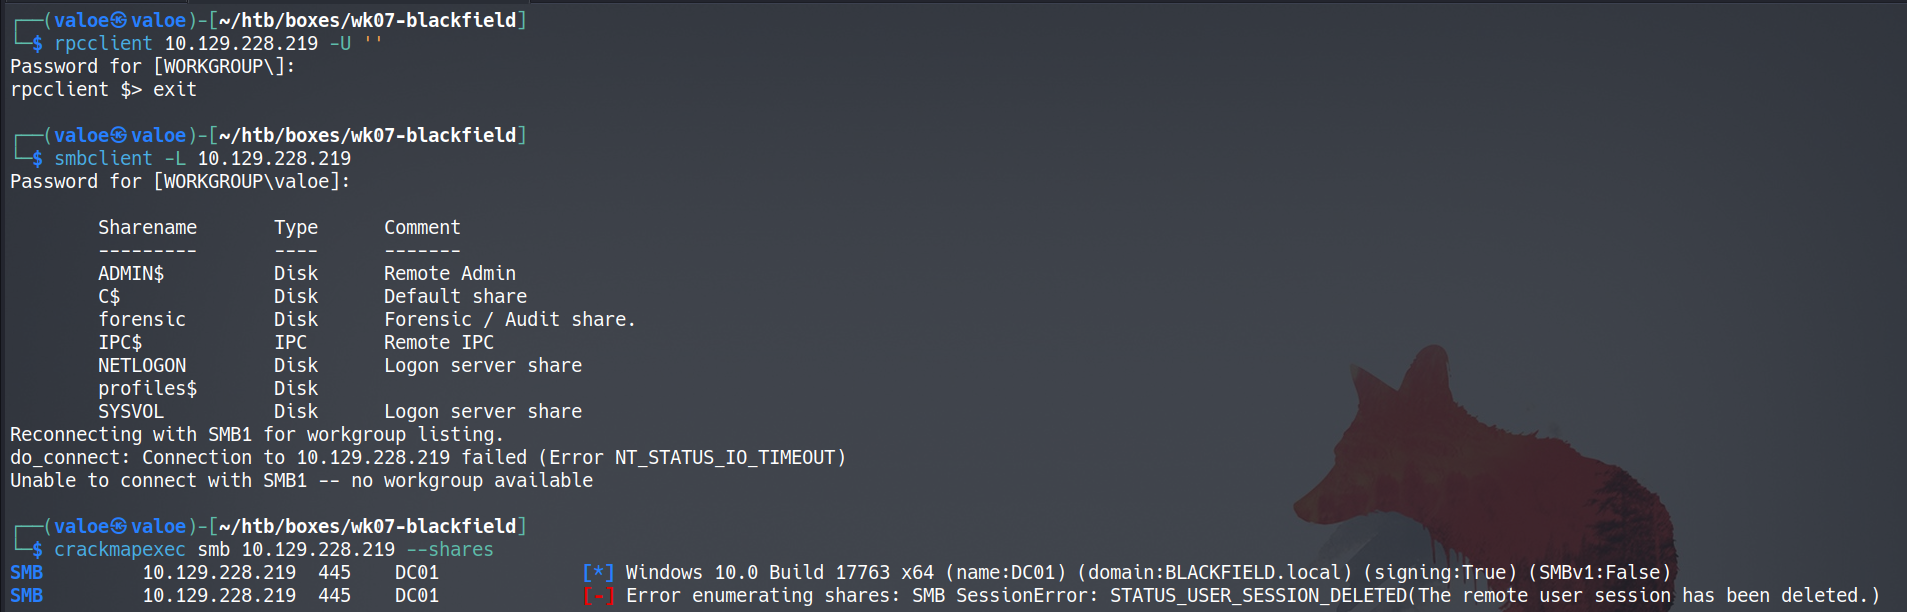 ┌──(valoe㉿valoe)-[~/htb/boxes/wk07-blackfield]
└─$ rpcclient 10.129.228.219 -U ''
Password for [WORKGROUP\]:
rpcclient $> exit

┌──(valoe㉿valoe)-[~/htb/boxes/wk07-blackfield]
└─$ smbclient -L 10.129.228.219
Password for [WORKGROUP\valoe]:

        Sharename       Type      Comment
        ---------       ----      -------
        ADMIN$          Disk      Remote Admin
        C$              Disk      Default share
        forensic        Disk      Forensic / Audit share.
        IPC$            IPC       Remote IPC
        NETLOGON        Disk      Logon server share
        profiles$       Disk
        SYSVOL          Disk      Logon server share
Reconnecting with SMB1 for workgroup listing.
do_connect: Connection to 10.129.228.219 failed (Error NT_STATUS_IO_TIMEOUT)
Unable to connect with SMB1 -- no workgroup available

┌──(valoe㉿valoe)-[~/htb/boxes/wk07-blackfield]
└─$ crackmapexec smb 10.129.228.219 --shares
SMB         10.129.228.219  445    DC01             [*] Windows 10.0 Build 17763 x64 (name:DC01) (domain:BLACKFIELD.local) (signing:True) (SMBv1:False)
SMB         10.129.228.219  445    DC01             [-] Error enumerating shares: SMB SessionError: STATUS_USER_SESSION_DELETED(The remote user session has been deleted.)